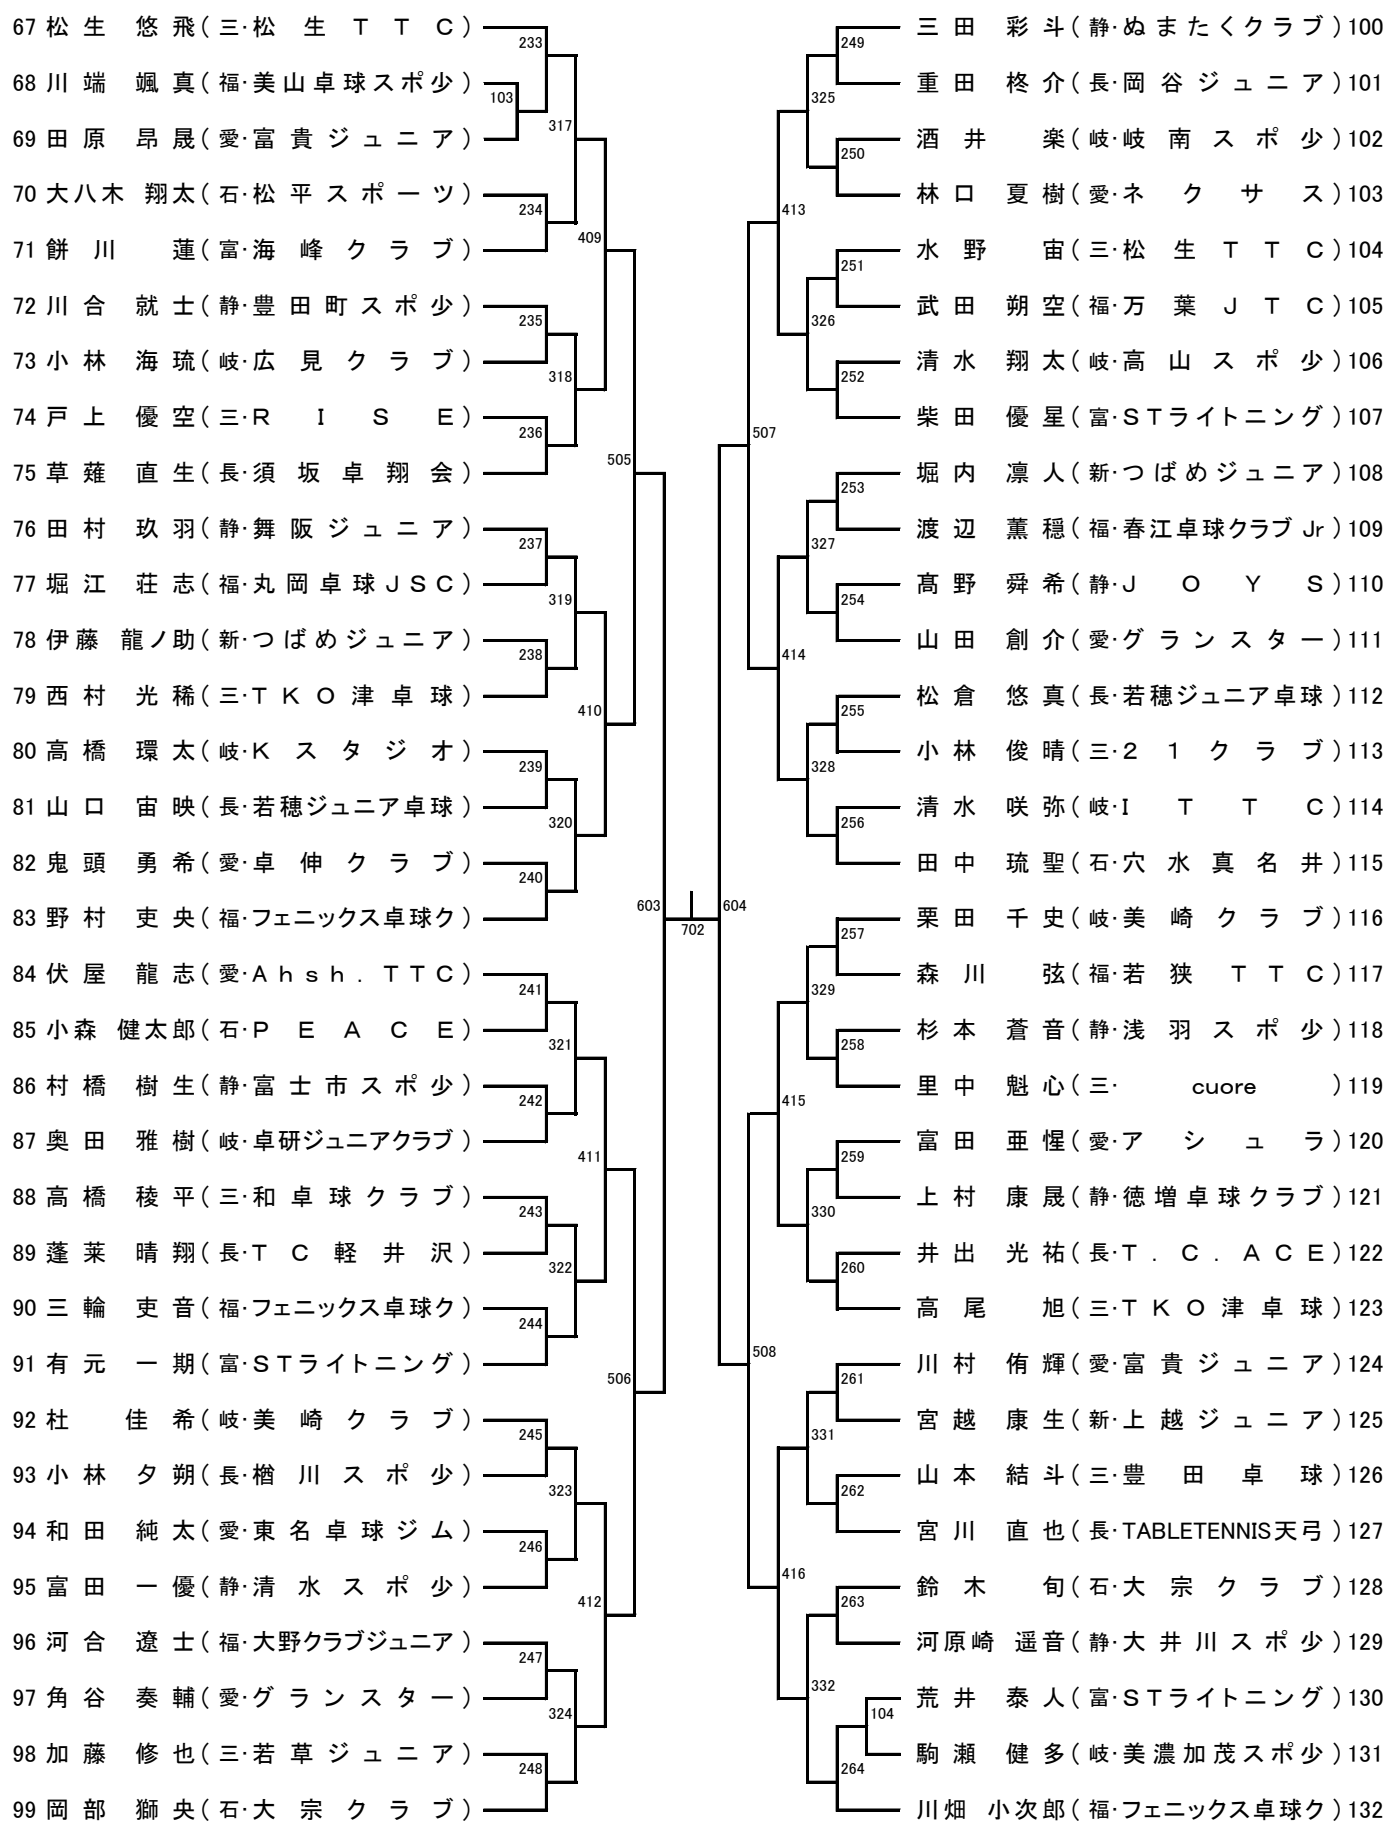 67 松生 悠飛(三·松生TTC)
68 川端 颯真(福·美山卓球スポ少)
69 田原 昂晟(愛·富貴ジュニア)
70 大八木 翔太(石·松平スポーツ)
71 餅川 蓮(富·海峰クラブ)
72 川合 就士(静·豊田町スポ少)
73 小林 海琉(岐·広見クラブ)
74 戸上 優空(三·RISE)
75 草薙 直生(長·須坂卓翔会)
76 田村 玖羽(静·舞阪ジュニア)
77 堀江 荘志(福·丸岡卓球JSC)
78 伊藤 龍ノ助(新·つばめジュニア)
79 西村 光稀(三·TKO津卓球)
80 高橋 環太(岐·Kスタジオ)
81 山口 宙映(長·若穂ジュニア卓球)
82 鬼頭 勇希(愛·卓伸クラブ)
83 野村 吏央(福·フェニックス卓球ク)
84 伏屋 龍志(愛·Ahsh.TTC)
85 小森 健太郎(石·PEACE)
86 村橋 樹生(静·富士市スポ少)
87 奥田 雅樹(岐·卓研ジュニアクラブ)
88 高橋 稜平(三·和卓球クラブ)
89 蓬莱 晴翔(長·TC軽井沢)
90 三輪 吏音(福·フェニックス卓球ク)
91 有元 一期(富·STライトニング)
92 杜 佳希(岐·美崎クラブ)
93 小林 夕朔(長·楢川スポ少)
94 和田 純太(愛·東名卓球ジム)
95 富田 一優(静·清水スポ少)
96 河合 遼士(福·大野クラブジュニア)
97 角谷 奏輔(愛·グランスター)
98 加藤 修也(三·若草ジュニア)
99 岡部 獅央(石·大宗クラブ)
233
103
317
234
409
235
318
236
505
237
319
238
410
239
320
240
603
241
321
242
411
243
322
244
506
245
323
246
412
247
324
248
702
604
249
325
250
413
251
326
252
507
253
327
254
414
255
328
256
257
329
258
415
259
330
260
508
261
331
262
416
263
332
104
264
三田 彩斗(静·ぬまたくクラブ)100
重田 柊介(長·岡谷ジュニア)101
酒井 楽(岐·岐南スポ少)102
林口 夏樹(愛·ネクサス)103
水野 宙(三·松生TTC)104
武田 朔空(福·万葉JTC)105
清水 翔太(岐·高山スポ少)106
柴田 優星(富·STライトニング)107
堀内 凛人(新·つばめジュニア)108
渡辺 薫穏(福·春江卓球クラブJr)109
髙野 舜希(静·JOYS)110
山田 創介(愛·グランスター)111
松倉 悠真(長·若穂ジュニア卓球)112
小林 俊晴(三·21クラブ)113
清水 咲弥(岐·ITTC)114
田中 琉聖(石·穴水真名井)115
栗田 千史(岐·美崎クラブ)116
森川 弦(福·若狭TTC)117
杉本 蒼音(静·浅羽スポ少)118
里中 魁心(三·cuore)119
富田 亜惺(愛·アシュラ)120
上村 康晟(静·徳増卓球クラブ)121
井出 光祐(長·T.C.ACE)122
高尾 旭(三·TKO津卓球)123
川村 侑輝(愛·富貴ジュニア)124
宮越 康生(新·上越ジュニア)125
山本 結斗(三·豊田卓球)126
宮川 直也(長·TABLETENNIS天弓)127
鈴木 旬(石·大宗クラブ)128
河原崎 遥音(静·大井川スポ少)129
荒井 泰人(富·STライトニング)130
駒瀬 健多(岐·美濃加茂スポ少)131
川畑 小次郎(福·フェニックス卓球ク)132